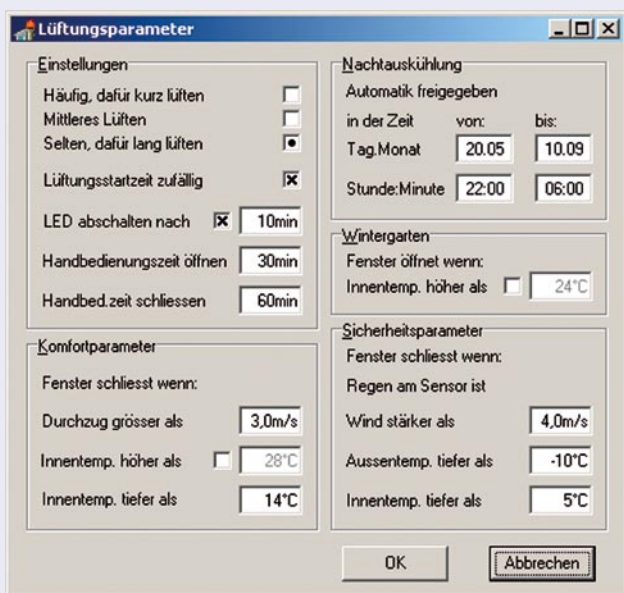 Lüftungsparameter
Einstellungen
Häufig, dafür kurz lüften
Mittleres Lüften
Selten, dafür lang lüften
Lüftungsstartzeit zufällig
LED abschalten nach 10min
Handbedienungszeit öffnen 30min
Handbed.zeit schliessen 60min
Komfortparameter
Fenster schliesst wenn:
Durchzug grösser als 3,0m/s
Innentemp. höher als 28°C
Innentemp. tiefer als 14°C
Nachtauskühlung
Automatik freigegeben
in der Zeit von: bis:
Tag.Monat 20.05 10.09
Stunde:Minute 22:00 06:00
Wintergarten
Fenster öffnet wenn:
Innentemp. höher als 24°C
Sicherheitsparameter
Fenster schliesst wenn:
Regen am Sensor ist
Wind stärker als 4,0m/s
Aussentemp. tiefer als -10°C
Innentemp. tiefer als 5°C
OK Abbrechen